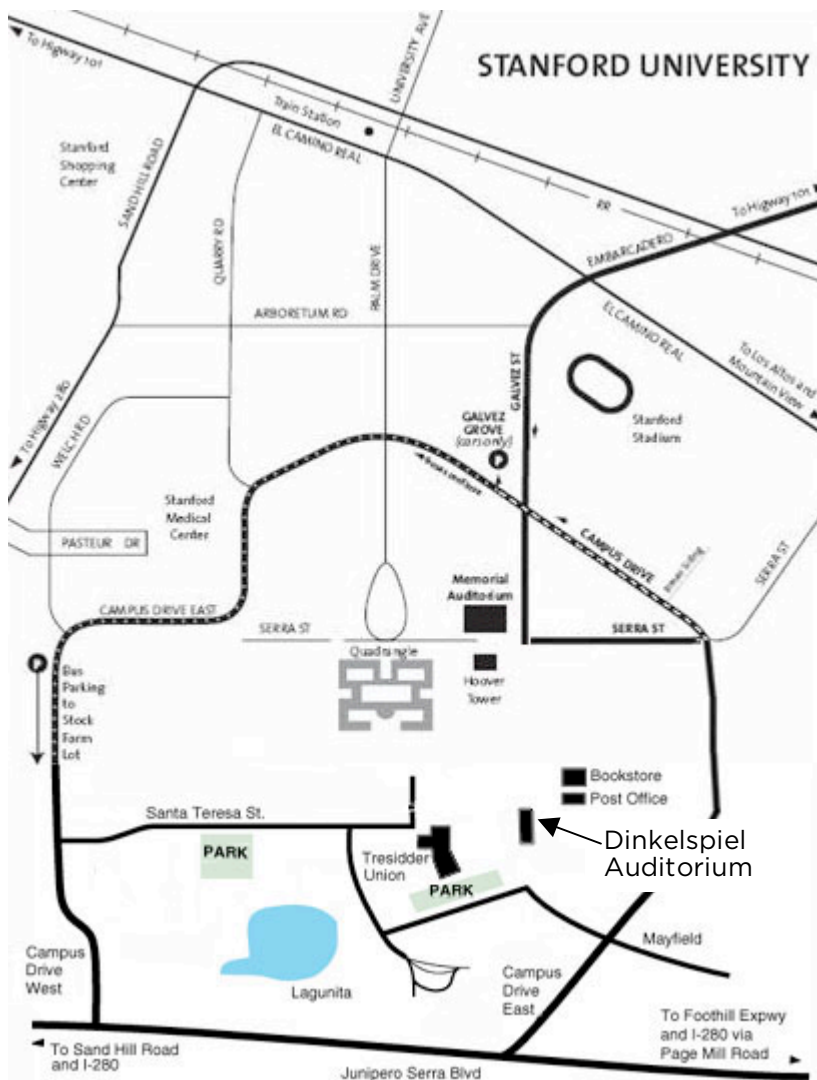 STANFORD UNIVERSITY
To Higway 101
UNIVERSITY AVE
Train Station
EL CAMINO REAL
Stanford
Shopping
Center
SAND HILL ROAD
RR
To Higway 101
EMBARCADERO
QUARRY RD
PALM DRIVE
ARBORETUM RD
EL CAMINO REAL
To Los Altos and
Mountain View
GALVEZ ST
To Higway 280
WELCH RD
GALVEZ
GROVE
(cars only)
P
Stanford
Stadium
Stanford
Medical
Center
PASTEUR DR
CAMPUS DRIVE
SERRA ST
Memorial
Auditorium
CAMPUS DRIVE EAST
SERRA ST
SERRA ST
Quadrangle
Hoover
Tower
P
Bus
Parking
to
Stock
Farm
Lot
Bookstore
Post Office
Santa Teresa St.
PARK
Tresidder
Union
Dinkelspiel
Auditorium
PARK
Campus
Drive
West
Lagunita
Campus
Drive
East
Mayfield
To Foothill Expwy
and I-280 via
Page Mill Road
To Sand Hill Road
and I-280
Junipero Serra Blvd